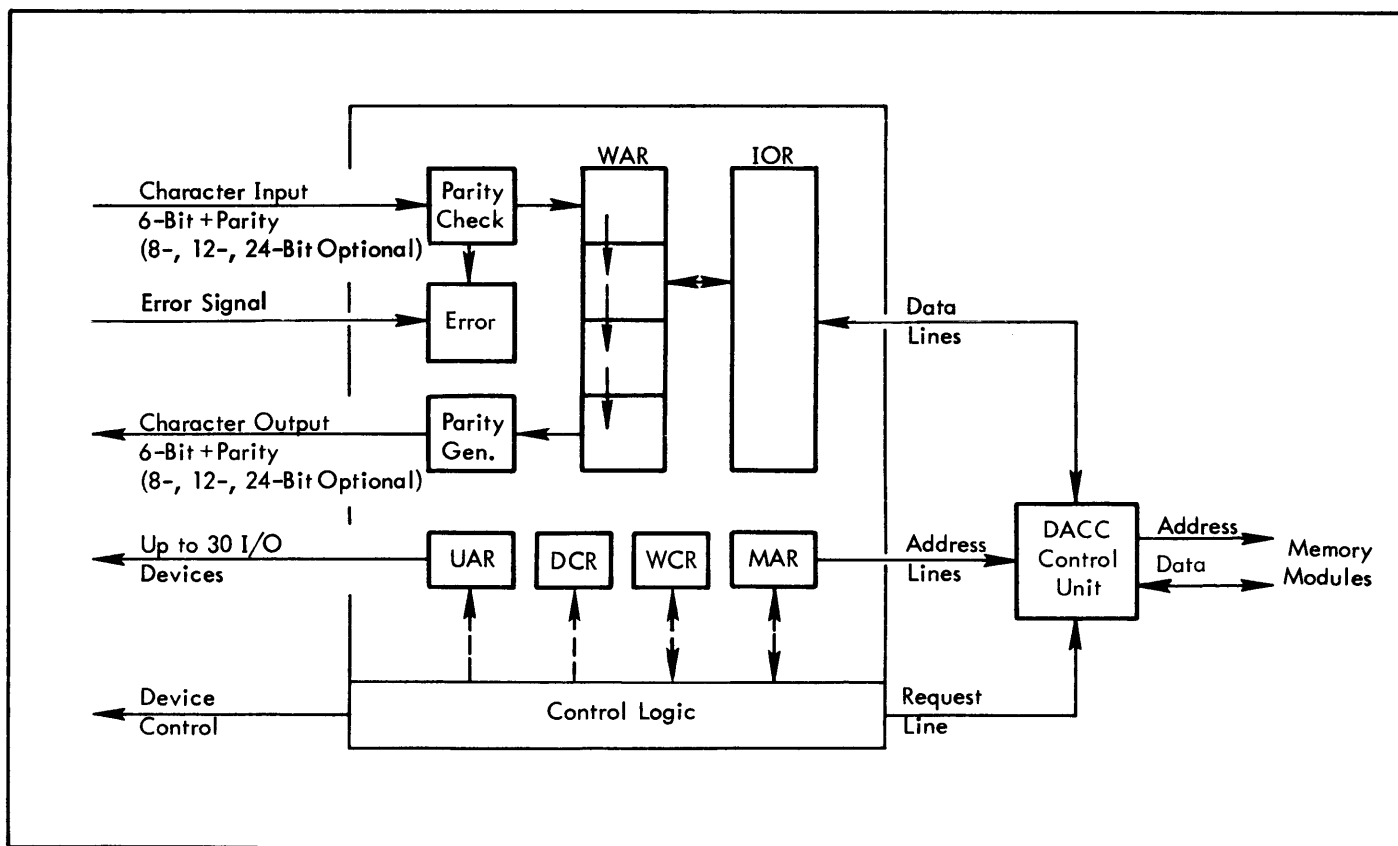 WAR
IOR
Character Input
6-Bit + Parity
(8-, 12-, 24-Bit Optional)
Parity
Check
Error Signal
Error
Data
Lines
Character Output
6-Bit + Parity
(8-, 12-, 24-Bit Optional)
Parity
Gen.
Up to 30 I/O
Devices
UAR
DCR
WCR
MAR
Address
Lines
DACC
Control
Unit
Address
Data
Memory
Modules
Device
Control
Control Logic
Request
Line